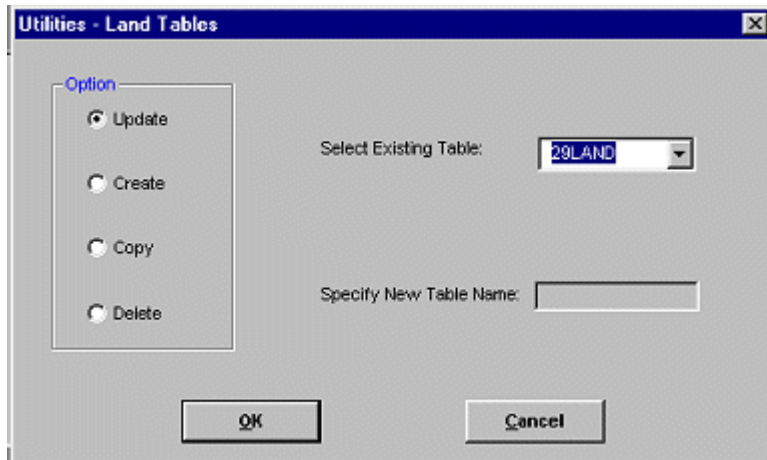 Utilities - Land Tables
Option
Update
Create
Copy
Delete
Select Existing Table: 29LAND
Specify New Table Name:
OK Cancel